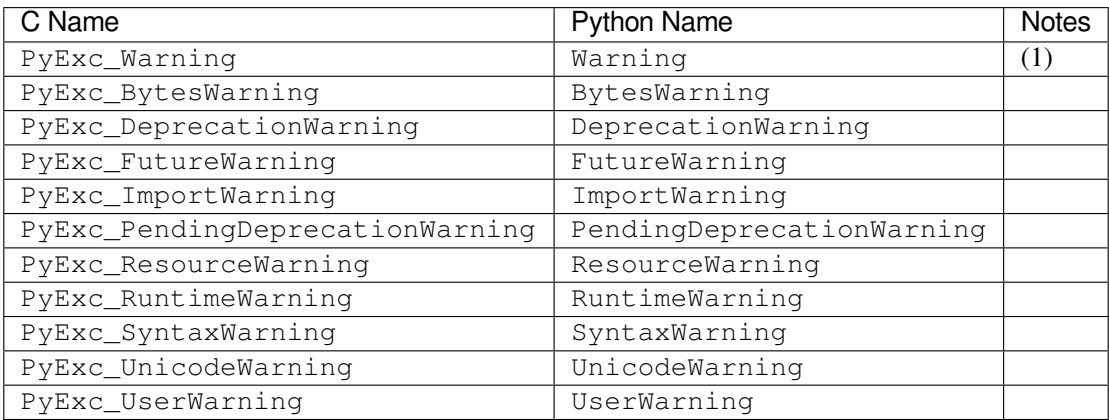 C Name Python Name Notes
PyExc_Warning Warning (1)
PyExc_BytesWarning BytesWarning
PyExc_DeprecationWarning DeprecationWarning
PyExc_FutureWarning FutureWarning
PyExc_ImportWarning ImportWarning
PyExc_PendingDeprecationWarning PendingDeprecationWarning
PyExc_ResourceWarning ResourceWarning
PyExc_RuntimeWarning RuntimeWarning
PyExc_SyntaxWarning SyntaxWarning
PyExc_UnicodeWarning UnicodeWarning
PyExc_UserWarning UserWarning